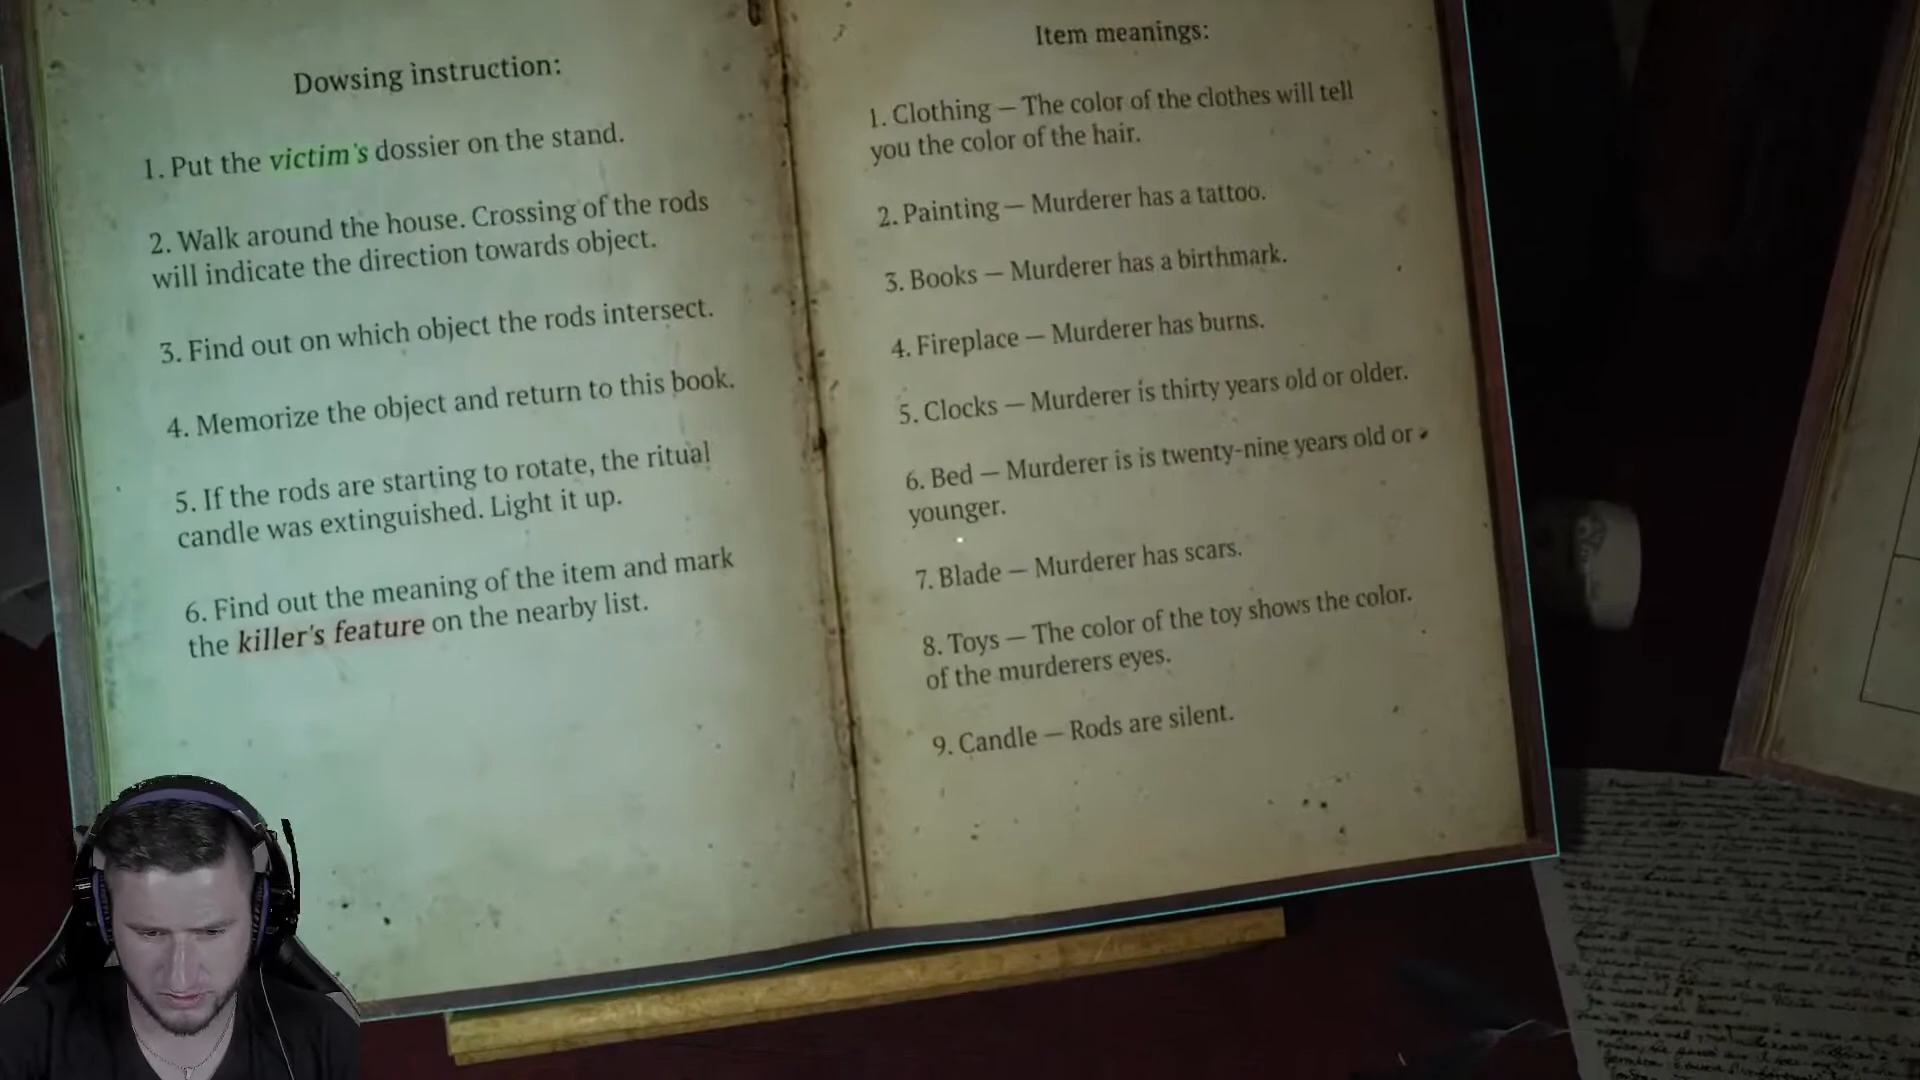 Dowsing instruction:
1. Put the victim's dossier on the stand.
2. Walk around the house. Crossing of the rods
will indicate the direction towards object.
3. Find out on which object the rods intersect.
4. Memorize the object and return to this book.
5. If the rods are starting to rotate, the ritual
candle was extinguished. Light it up.
6. Find out the meaning of the item and mark
the killer's feature on the nearby list.
Item meanings:
1. Clothing — The color of the clothes will tell
you the color of the hair.
2. Painting — Murderer has a tattoo.
3. Books — Murderer has a birthmark.
4. Fireplace — Murderer has burns.
5. Clocks — Murderer is thirty years old or older.
6. Bed — Murderer is is twenty-nine years old or
younger.
7. Blade — Murderer has scars.
8. Toys — The color of the toy shows the color.
of the murderers eyes.
9. Candle — Rods are silent.